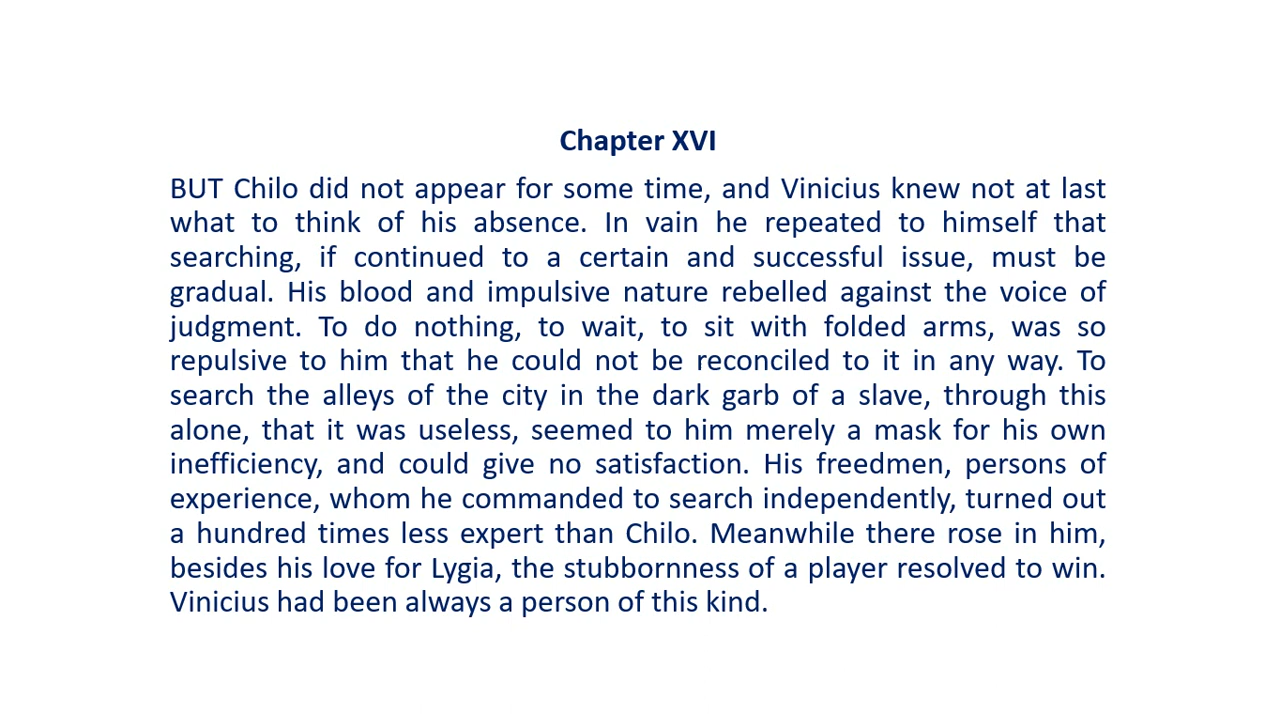 Chapter XVI
BUT Chilo did not appear for some time, and Vinicius knew not at last
what to think of his absence. In vain he repeated to himself that
searching, if continued to a certain and successful issue, must be
gradual. His blood and impulsive nature rebelled against the voice of
judgment. To do nothing, to wait, to sit with folded arms, was so
repulsive to him that he could not be reconciled to it in any way. To
search the alleys of the city in the dark garb of a slave, through this
alone, that it was useless, seemed to him merely a mask for his own
inefficiency, and could give no satisfaction. His freedmen, persons of
experience, whom he commanded to search independently, turned out
a hundred times less expert than Chilo. Meanwhile there rose in him,
besides his love for Lygia, the stubbornness of a player resolved to win.
Vinicius had been always a person of this kind.